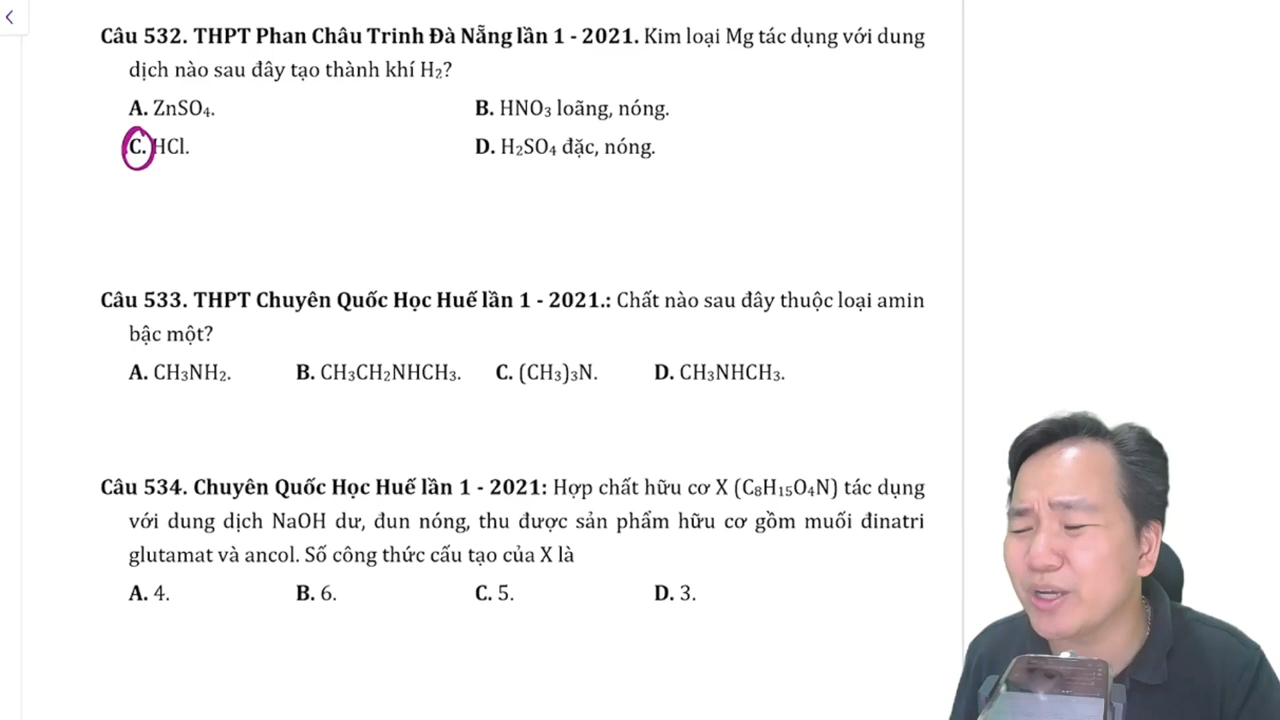 Câu 532. THPT Phan Châu Trinh Đà Nẵng lần 1 - 2021. Kim loại Mg tác dụng với dung
dịch nào sau đây tạo thành khí H₂?
A. ZnSO₄. B. HNO₃ loãng, nóng.
C. HCl. D. H₂SO₄ đặc, nóng.
Câu 533. THPT Chuyên Quốc Học Huế lần 1 - 2021.: Chất nào sau đây thuộc loại amin
bậc một?
A. CH₃NH₂. B. CH₃CH₂NHCH₃. C. (CH₃)₃N. D. CH₃NHCH₃.
Câu 534. Chuyên Quốc Học Huế lần 1 - 2021: Hợp chất hữu cơ X (C₈H₁₅O₄N) tác dụng
với dung dịch NaOH dư, đun nóng, thu được sản phẩm hữu cơ gồm muối đinatri
glutamat và ancol. Số công thức cấu tạo của X là
A. 4. B. 6. C. 5. D. 3.